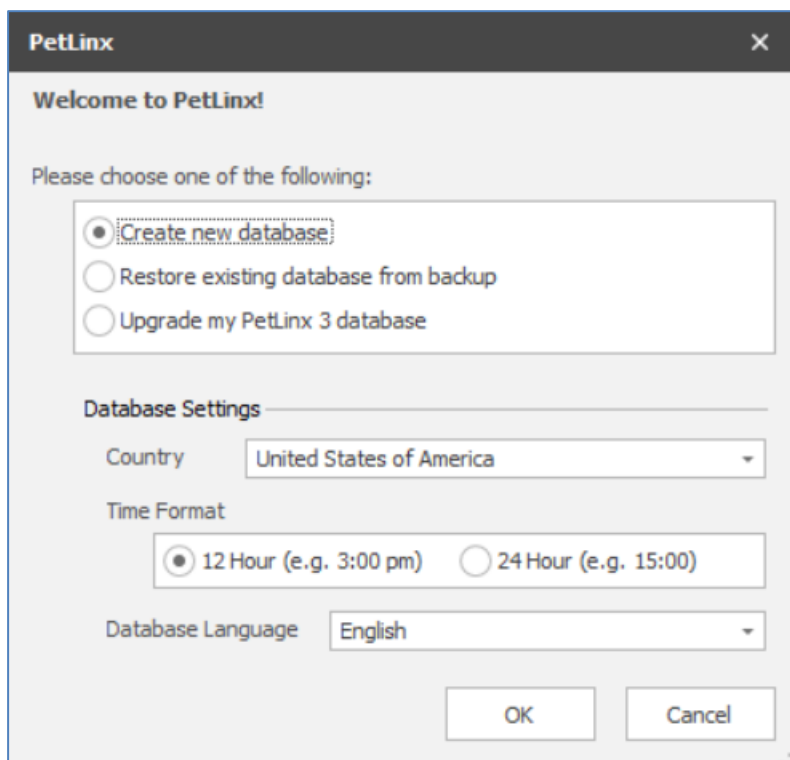 PetLinx
Welcome to PetLinx!
Please choose one of the following:
Create new database
Restore existing database from backup
Upgrade my PetLinx 3 database
Database Settings
Country United States of America
Time Format
12 Hour (e.g. 3:00 pm) 24 Hour (e.g. 15:00)
Database Language English
OK Cancel